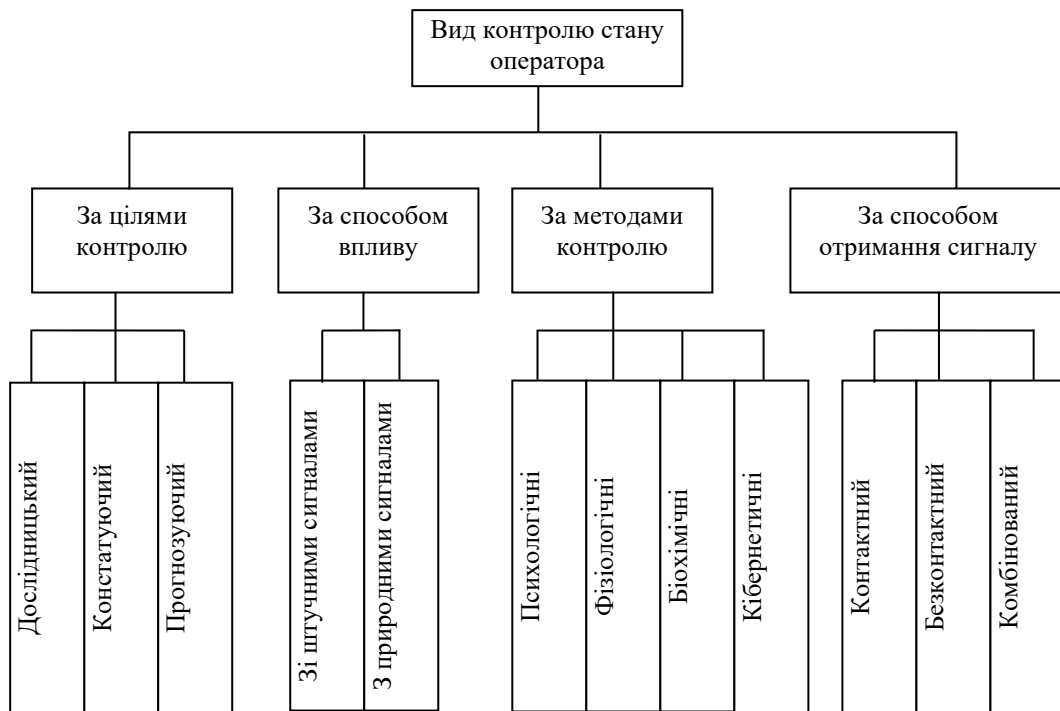 Вид контролю стану
оператора
За цілями
контролю
За способом
впливу
За методами
контролю
За способом
отримання сигналу
Дослідницький
Констатуючий
Прогнозуючий
Зі штучними сигналами
З природними сигналами
Психологічні
Фізіологічні
Біохімічні
Кібернетичні
Контактний
Безконтактний
Комбінований